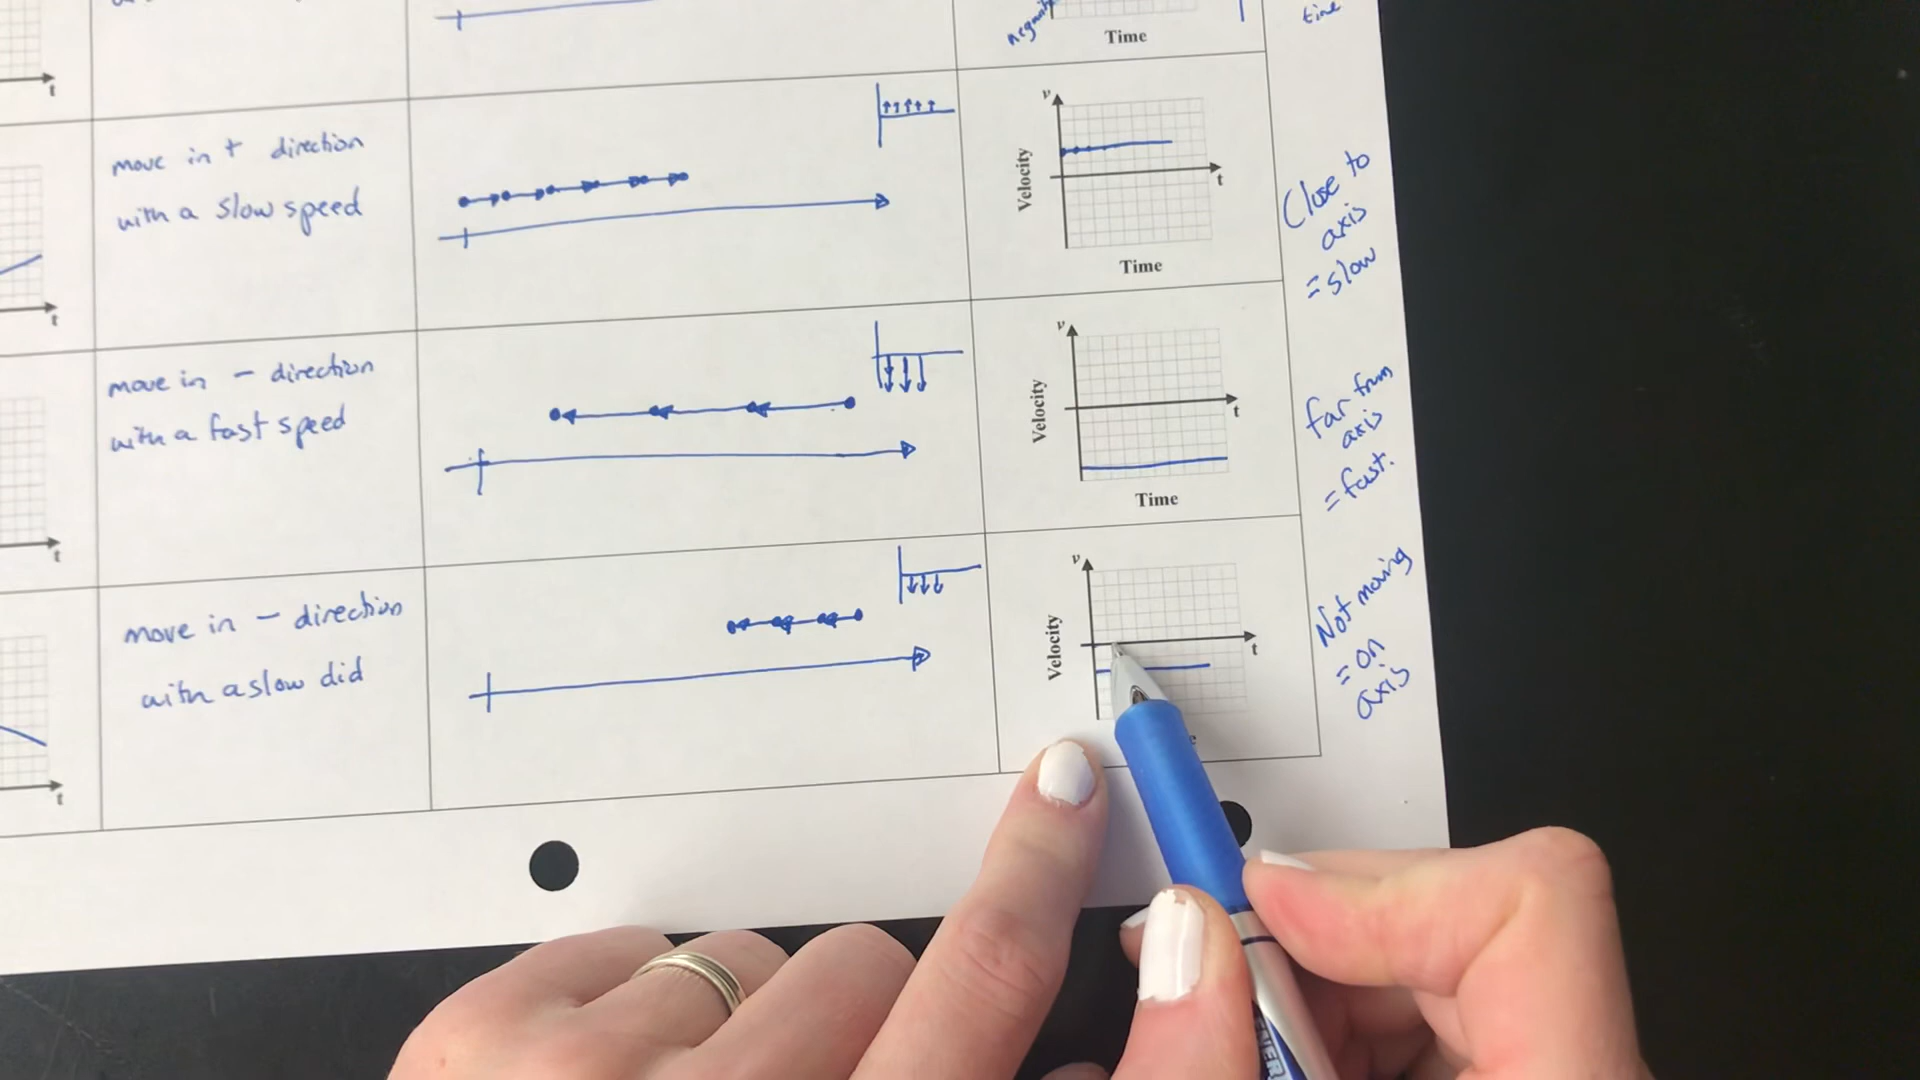 negative
Time
time
t
move in + direction
with a slow speed
v
Velocity
t
Time
Close to
axis
= slow
t
move in - direction
with a fast speed
v
Velocity
t
Time
far from
axis
= fast.
t
move in - direction
with a slow did
v
Velocity
t
Not moving
= on
axis
t